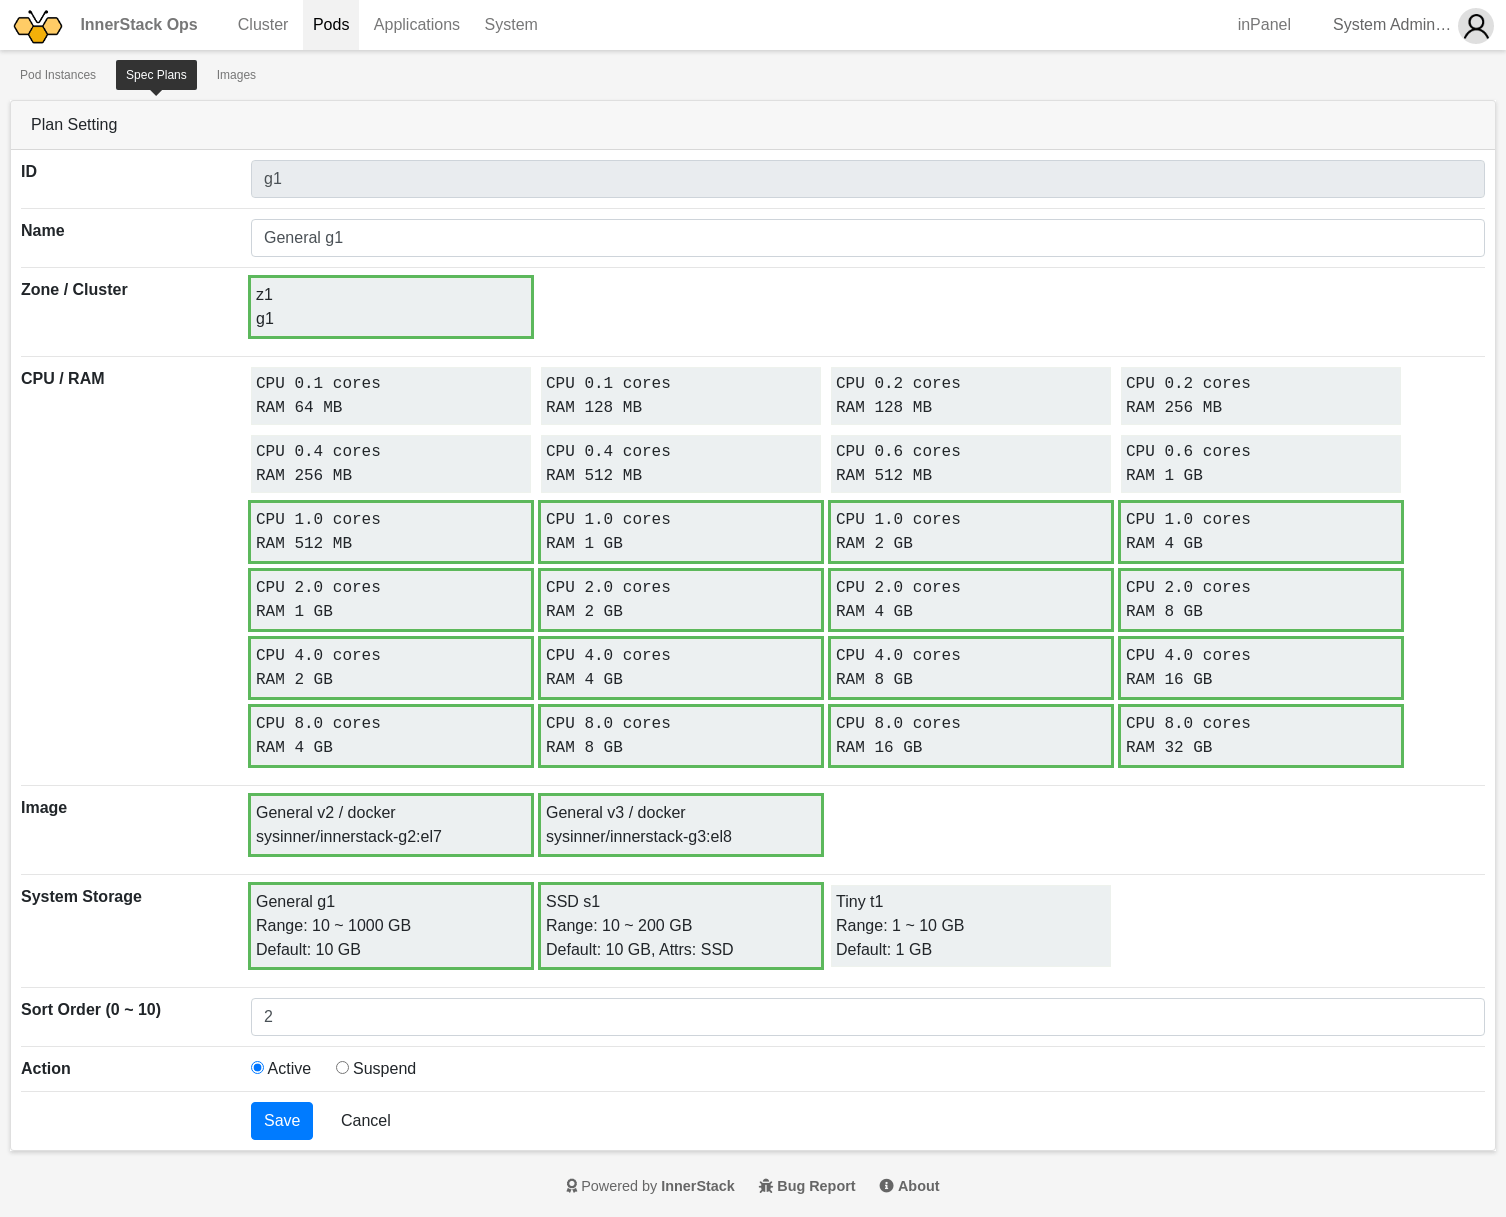 InnerStack Ops Cluster Pods Applications System inPanel System Admin…
Pod Instances Spec Plans Images
Plan Setting
ID g1
Name General g1
Zone / Cluster z1
g1
CPU / RAM CPU 0.1 cores CPU 0.1 cores CPU 0.2 cores CPU 0.2 cores
RAM 64 MB RAM 128 MB RAM 128 MB RAM 256 MB
CPU 0.4 cores CPU 0.4 cores CPU 0.6 cores CPU 0.6 cores
RAM 256 MB RAM 512 MB RAM 512 MB RAM 1 GB
CPU 1.0 cores CPU 1.0 cores CPU 1.0 cores CPU 1.0 cores
RAM 512 MB RAM 1 GB RAM 2 GB RAM 4 GB
CPU 2.0 cores CPU 2.0 cores CPU 2.0 cores CPU 2.0 cores
RAM 1 GB RAM 2 GB RAM 4 GB RAM 8 GB
CPU 4.0 cores CPU 4.0 cores CPU 4.0 cores CPU 4.0 cores
RAM 2 GB RAM 4 GB RAM 8 GB RAM 16 GB
CPU 8.0 cores CPU 8.0 cores CPU 8.0 cores CPU 8.0 cores
RAM 4 GB RAM 8 GB RAM 16 GB RAM 32 GB
Image General v2 / docker General v3 / docker
sysinner/innerstack-g2:el7 sysinner/innerstack-g3:el8
System Storage General g1 SSD s1 Tiny t1
Range: 10 ~ 1000 GB Range: 10 ~ 200 GB Range: 1 ~ 10 GB
Default: 10 GB Default: 10 GB, Attrs: SSD Default: 1 GB
Sort Order (0 ~ 10) 2
Action Active Suspend
Save Cancel
Powered by InnerStack Bug Report About